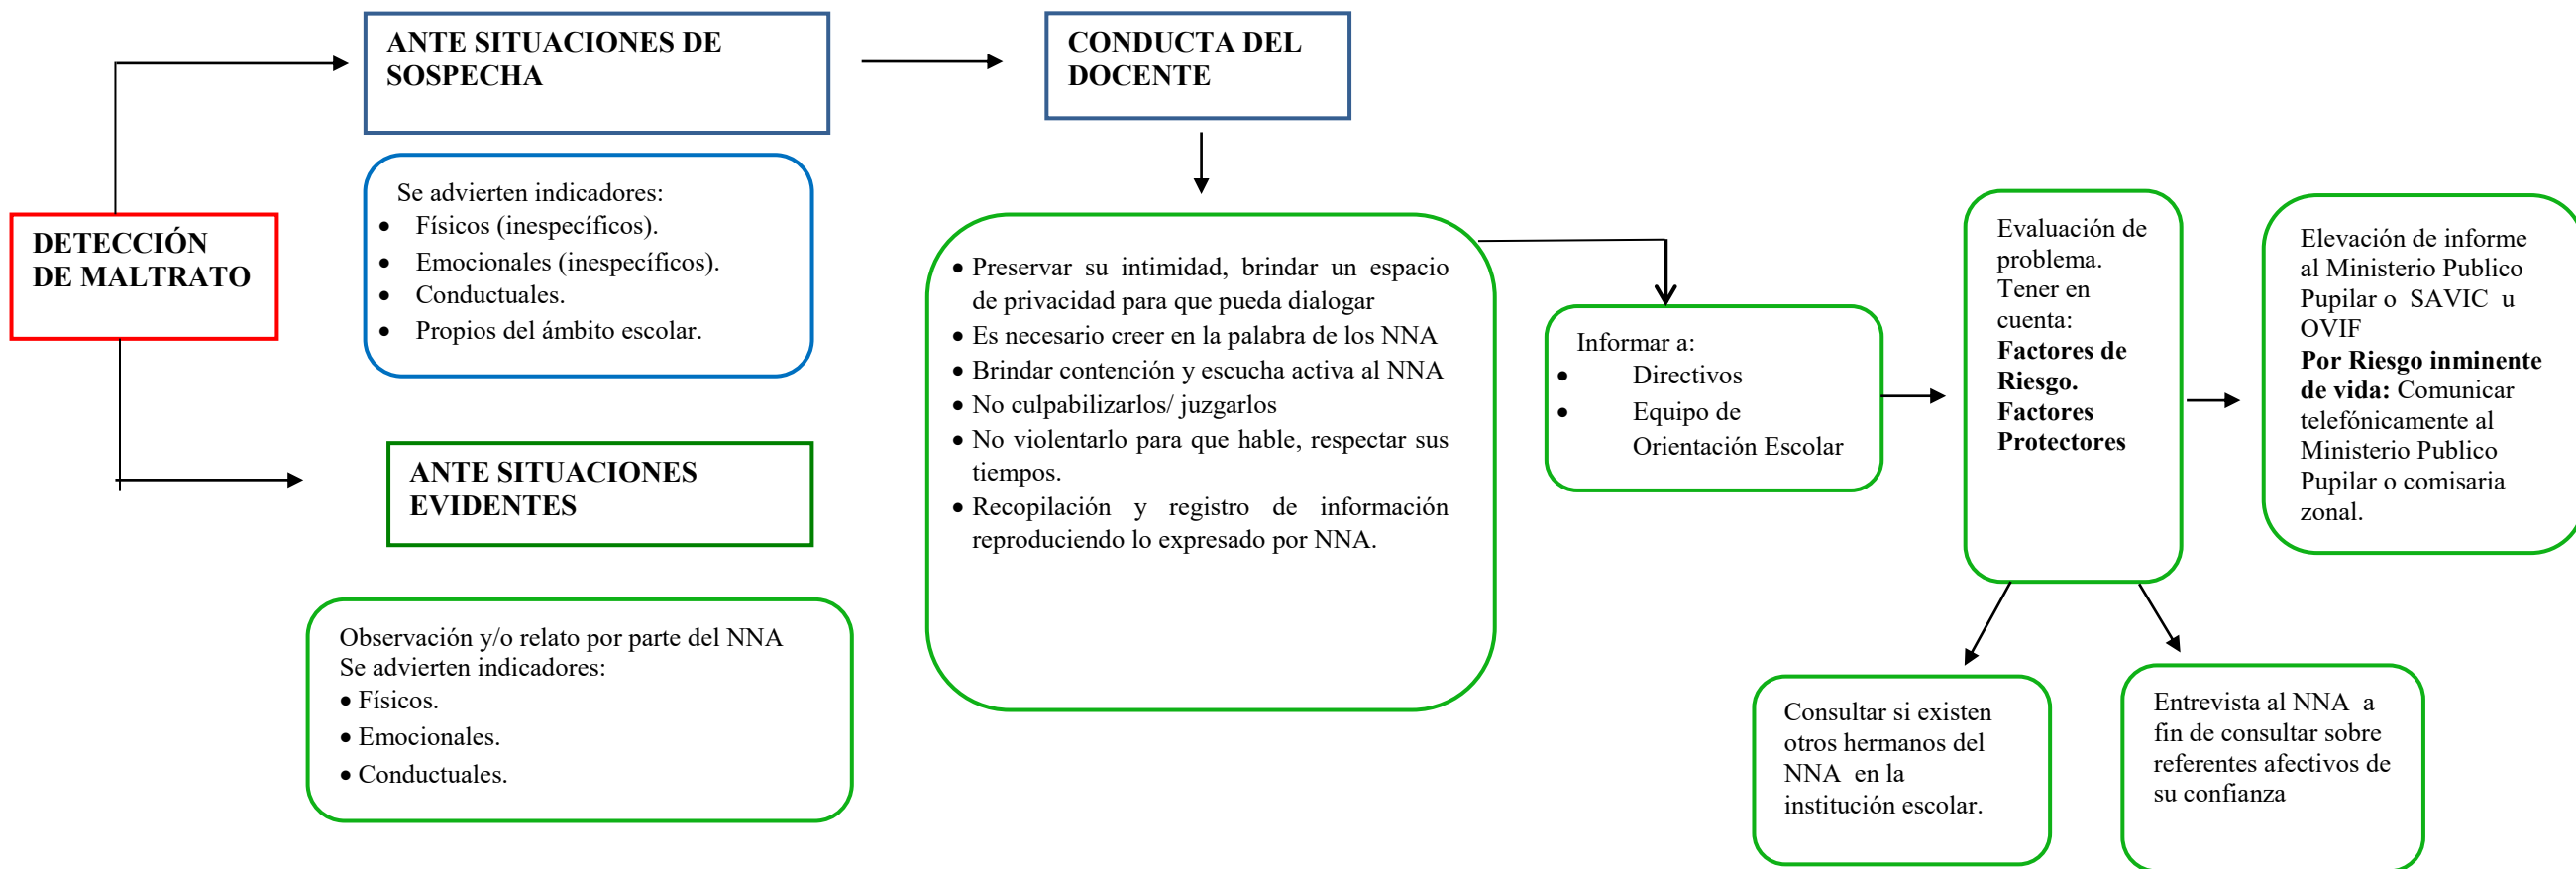 ANTE SITUACIONES DE
SOSPECHA
CONDUCTA DEL
DOCENTE
Se advierten indicadores:
• Físicos (inespecíficos).
• Emocionales (inespecíficos).
• Conductuales.
• Propios del ámbito escolar.
DETECCIÓN
DE MALTRATO
ANTE SITUACIONES
EVIDENTES
Observación y/o relato por parte del NNA
Se advierten indicadores:
• Físicos.
• Emocionales.
• Conductuales.
• Preservar su intimidad, brindar un espacio
de privacidad para que pueda dialogar
• Es necesario creer en la palabra de los NNA
• Brindar contención y escucha activa al NNA
• No culpabilizarlos/ juzgarlos
• No violentarlo para que hable, respectar sus
tiempos.
• Recopilación y registro de información
reproduciendo lo expresado por NNA.
Informar a:
• Directivos
• Equipo de
Orientación Escolar
Evaluación de
problema.
Tener en
cuenta:
Factores de
Riesgo.
Factores
Protectores
Elevación de informe
al Ministerio Publico
Pupilar o SAVIC u
OVIF
Por Riesgo inminente
de vida: Comunicar
telefónicamente al
Ministerio Publico
Pupilar o comisaria
zonal.
Consultar si existen
otros hermanos del
NNA en la
institución escolar.
Entrevista al NNA a
fin de consultar sobre
referentes afectivos de
su confianza